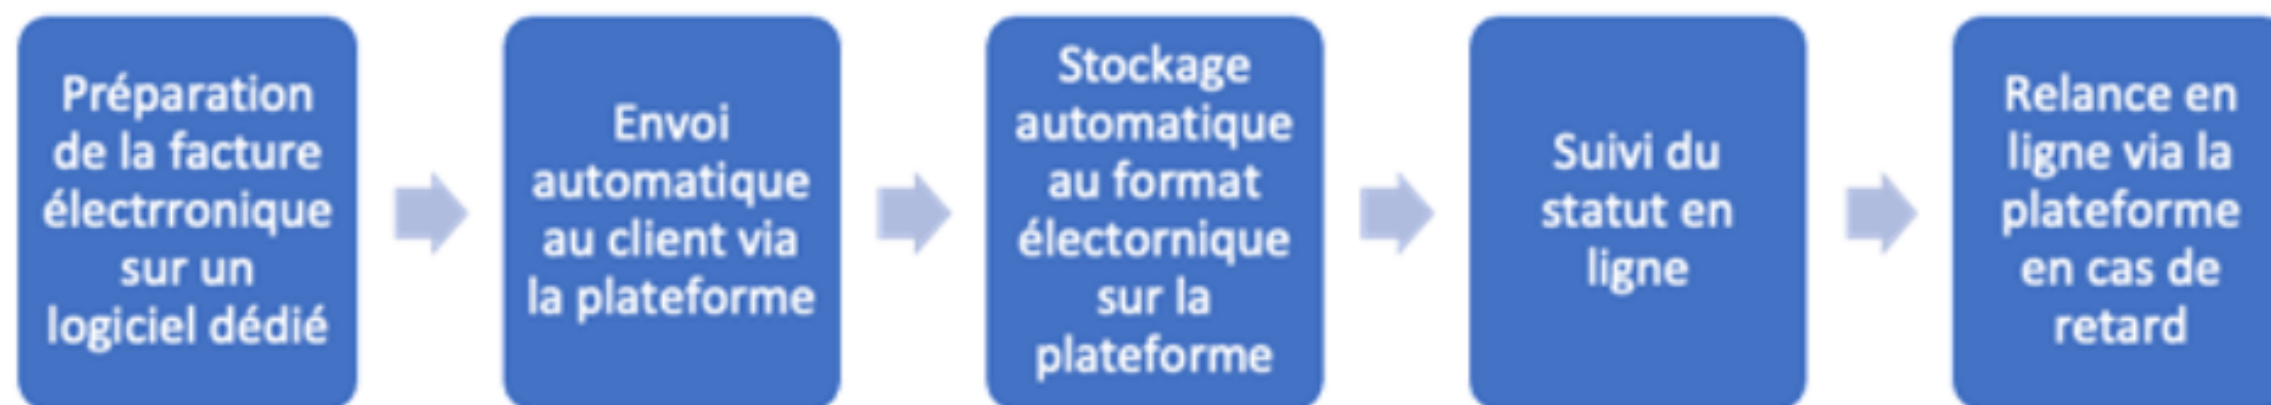 Préparation
de la facture
électrronique
sur un
logiciel dédié
Envoi
automatique
au client via
la plateforme
Stockage
automatique
au format
électornique
sur la
plateforme
Suivi du
statut en
ligne
Relance en
ligne via la
plateforme
en cas de
retard